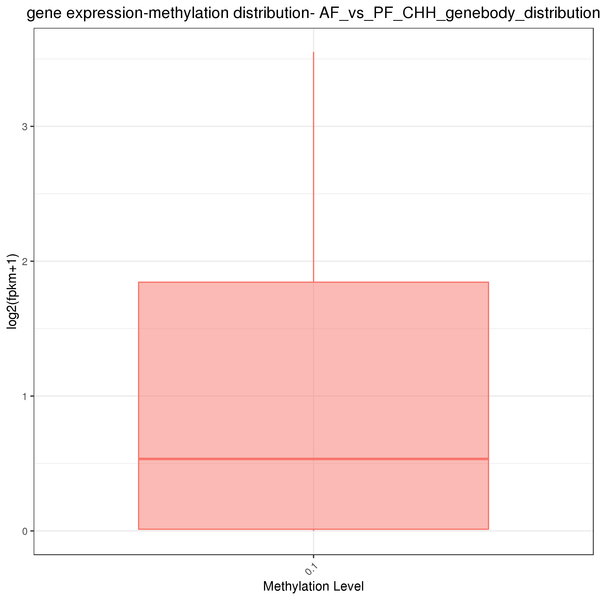 gene expression-methylation distribution- AF_vs_PF_CHH_genebody_distribution
3
2
1
0
log2(fpkm+1)
0.1
Methylation Level